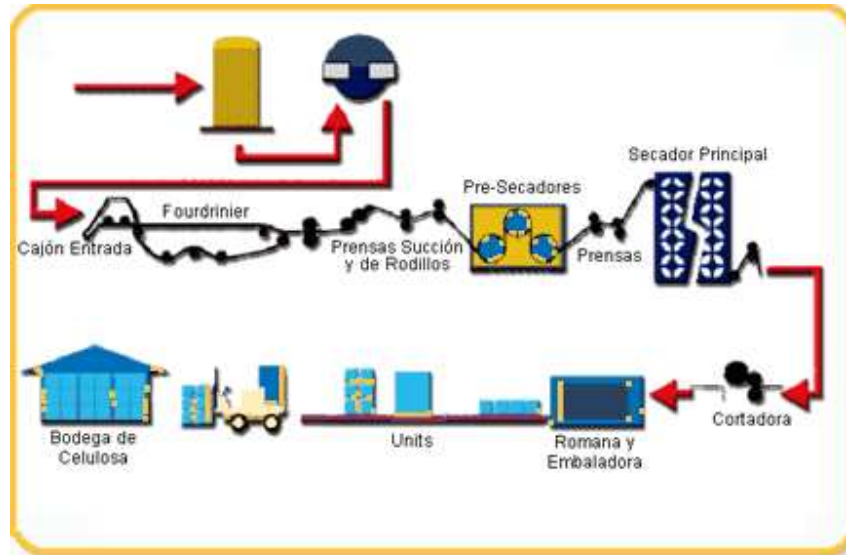 Secador Principal
Pre-Secadores
Fourdrinier
Cajón Entrada
Prensas Succión
y de Rodillos
Prensas
Cortadora
Romana y
Embaladora
Units
Bodega de
Celulosa